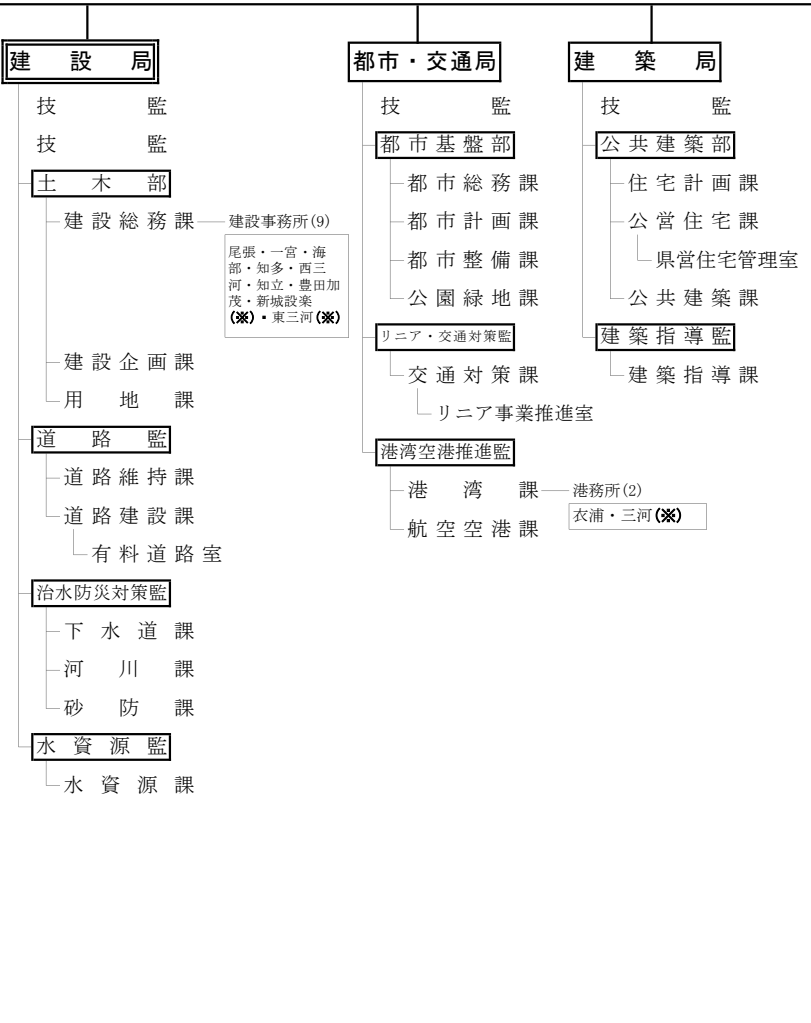 建設局
技監
技監
土木部
建設総務課
建設事務所(9)
尾張・一宮・海
部・知多・西三
河・知立・豊田加
茂・新城設楽
(※)・東三河(※)
建設企画課
用地課
道路監
道路維持課
道路建設課
有料道路室
治水防災対策監
下水道課
河川課
砂防課
水資源監
水資源課
都市・交通局
技監
都市基盤部
都市総務課
都市計画課
都市整備課
公園緑地課
リニア・交通対策監
交通対策課
リニア事業推進室
港湾空港推進監
港湾課
港務所(2)
衣浦・三河(※)
航空空港課
建築局
技監
公共建築部
住宅計画課
公営住宅課
県営住宅管理室
公共建築課
建築指導監
建築指導課